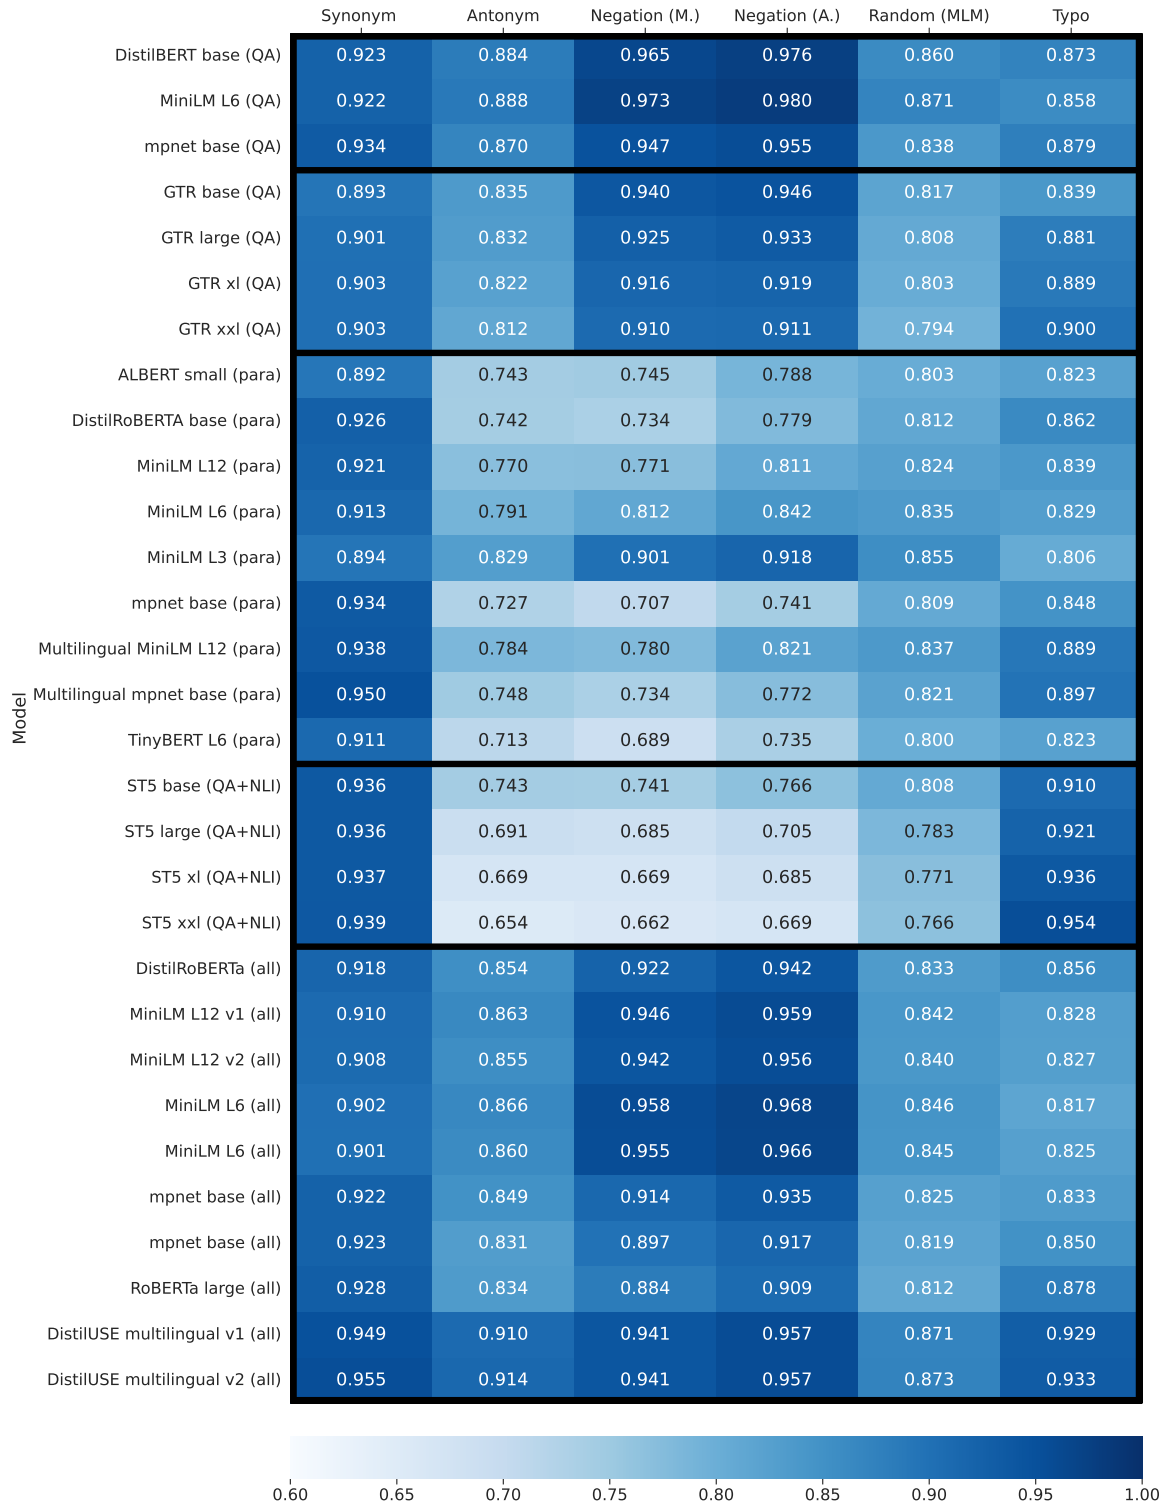 Synonym Antonym Negation (M.) Negation (A.) Random (MLM) Typo
DistilBERT base (QA) 0.923 0.884 0.965 0.976 0.860 0.873
MiniLM L6 (QA) 0.922 0.888 0.973 0.980 0.871 0.858
mpnet base (QA) 0.934 0.870 0.947 0.955 0.838 0.879
GTR base (QA) 0.893 0.835 0.940 0.946 0.817 0.839
GTR large (QA) 0.901 0.832 0.925 0.933 0.808 0.881
GTR xl (QA) 0.903 0.822 0.916 0.919 0.803 0.889
GTR xxl (QA) 0.903 0.812 0.910 0.911 0.794 0.900
ALBERT small (para) 0.892 0.743 0.745 0.788 0.803 0.823
DistilRoBERTA base (para) 0.926 0.742 0.734 0.779 0.812 0.862
MiniLM L12 (para) 0.921 0.770 0.771 0.811 0.824 0.839
MiniLM L6 (para) 0.913 0.791 0.812 0.842 0.835 0.829
MiniLM L3 (para) 0.894 0.829 0.901 0.918 0.855 0.806
mpnet base (para) 0.934 0.727 0.707 0.741 0.809 0.848
Multilingual MiniLM L12 (para) 0.938 0.784 0.780 0.821 0.837 0.889
Multilingual mpnet base (para) 0.950 0.748 0.734 0.772 0.821 0.897
Model
TinyBERT L6 (para) 0.911 0.713 0.689 0.735 0.800 0.823
ST5 base (QA+NLI) 0.936 0.743 0.741 0.766 0.808 0.910
ST5 large (QA+NLI) 0.936 0.691 0.685 0.705 0.783 0.921
ST5 xl (QA+NLI) 0.937 0.669 0.669 0.685 0.771 0.936
ST5 xxl (QA+NLI) 0.939 0.654 0.662 0.669 0.766 0.954
DistilRoBERTa (all) 0.918 0.854 0.922 0.942 0.833 0.856
MiniLM L12 v1 (all) 0.910 0.863 0.946 0.959 0.842 0.828
MiniLM L12 v2 (all) 0.908 0.855 0.942 0.956 0.840 0.827
MiniLM L6 (all) 0.902 0.866 0.958 0.968 0.846 0.817
MiniLM L6 (all) 0.901 0.860 0.955 0.966 0.845 0.825
mpnet base (all) 0.922 0.849 0.914 0.935 0.825 0.833
mpnet base (all) 0.923 0.831 0.897 0.917 0.819 0.850
RoBERTa large (all) 0.928 0.834 0.884 0.909 0.812 0.878
DistilUSE multilingual v1 (all) 0.949 0.910 0.941 0.957 0.871 0.929
DistilUSE multilingual v2 (all) 0.955 0.914 0.941 0.957 0.873 0.933
0.60 0.65 0.70 0.75 0.80 0.85 0.90 0.95 1.00